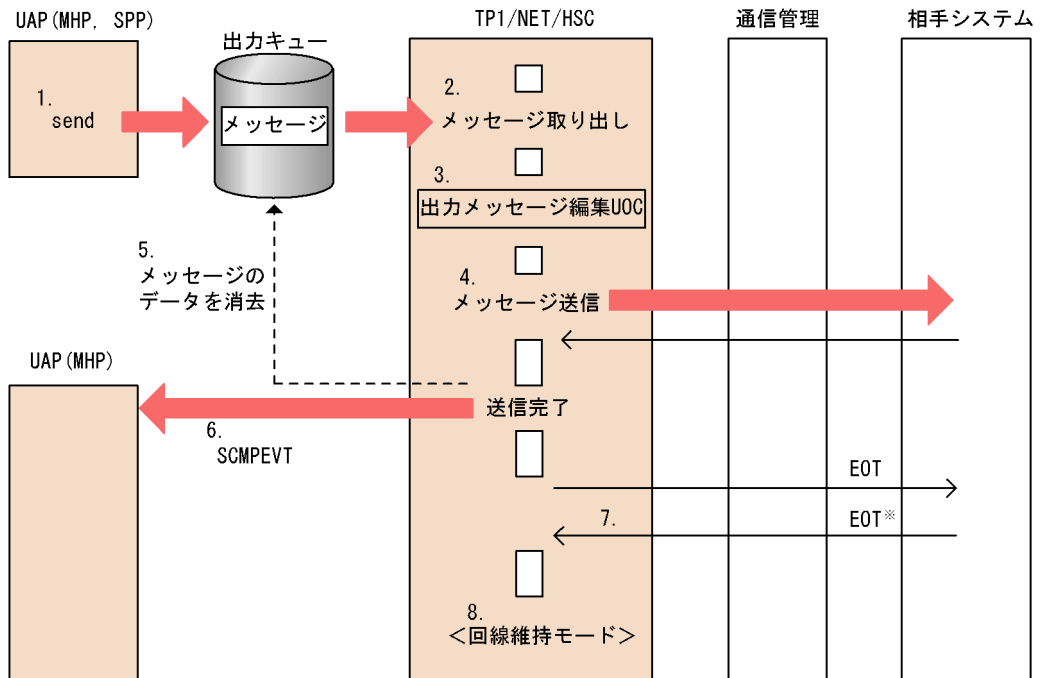 UAP(MHP, SPP)
出力キュー
TP1/NET/HSC
通信管理
相手システム
1.
send
メッセージ
2.
メッセージ取り出し
3.
出力メッセージ編集UOC
4.
メッセージ送信
5.
メッセージの
データを消去
UAP(MHP)
送信完了
6.
SCMPEVT
EOT
7.
EOT※
8.
＜回線維持モード＞